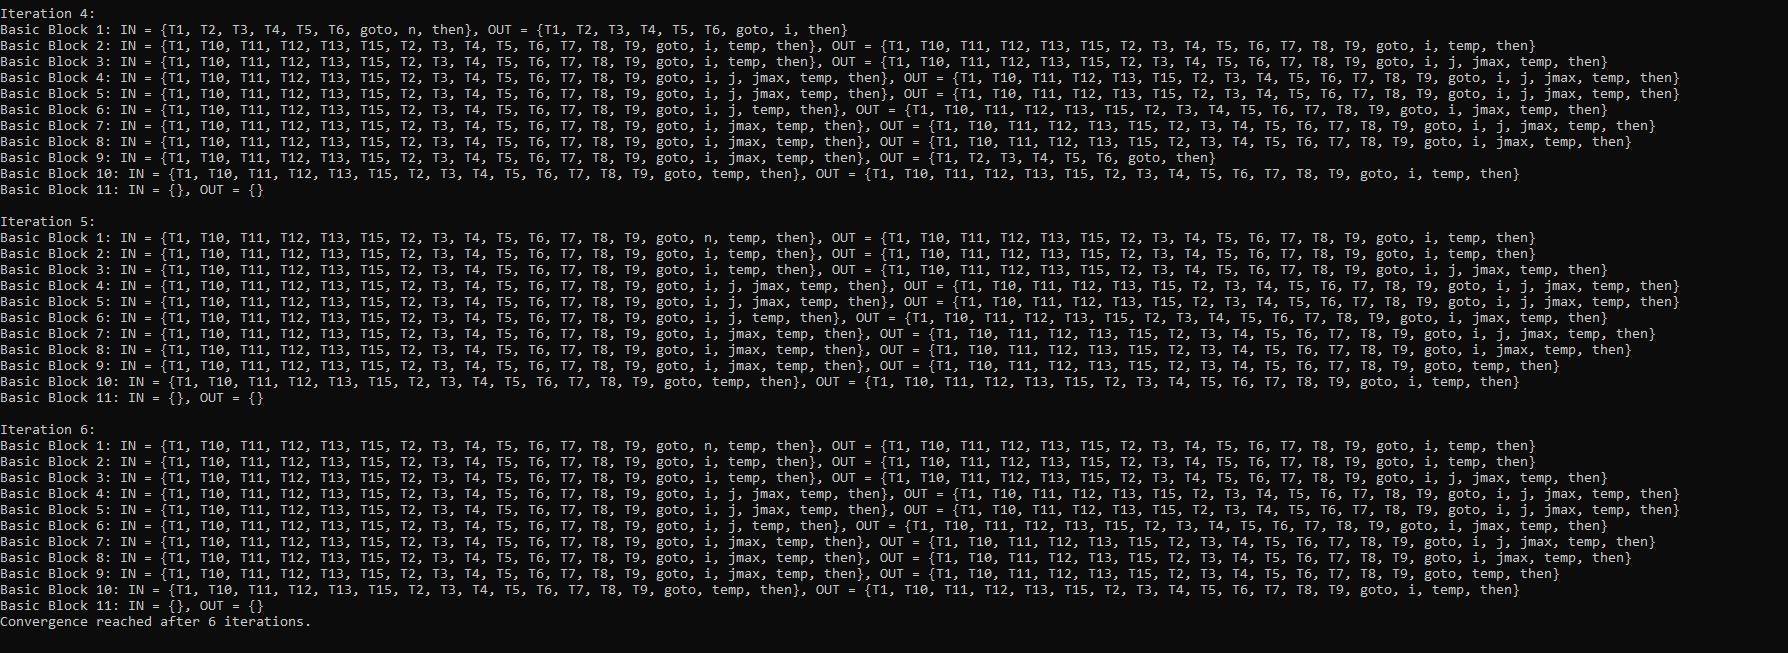 Iteration 4:
Basic Block 1: IN = {T1, T2, T3, T4, T5, T6, goto, n, then}, OUT = {T1, T2, T3, T4, T5, T6, goto, i, then}
Basic Block 2: IN = {T1, T10, T11, T12, T13, T15, T2, T3, T4, T5, T6, T7, T8, T9, goto, i, temp, then}, OUT = {T1, T10, T11, T12, T13, T15, T2, T3, T4, T5, T6, T7, T8, T9, goto, i, temp, then}
Basic Block 3: IN = {T1, T10, T11, T12, T13, T15, T2, T3, T4, T5, T6, T7, T8, T9, goto, i, temp, then}, OUT = {T1, T10, T11, T12, T13, T15, T2, T3, T4, T5, T6, T7, T8, T9, goto, i, j, jmax, temp, then}
Basic Block 4: IN = {T1, T10, T11, T12, T13, T15, T2, T3, T4, T5, T6, T7, T8, T9, goto, i, j, jmax, temp, then}, OUT = {T1, T10, T11, T12, T13, T15, T2, T3, T4, T5, T6, T7, T8, T9, goto, i, j, jmax, temp, then}
Basic Block 5: IN = {T1, T10, T11, T12, T13, T15, T2, T3, T4, T5, T6, T7, T8, T9, goto, i, j, jmax, temp, then}, OUT = {T1, T10, T11, T12, T13, T15, T2, T3, T4, T5, T6, T7, T8, T9, goto, i, j, jmax, temp, then}
Basic Block 6: IN = {T1, T10, T11, T12, T13, T15, T2, T3, T4, T5, T6, T7, T8, T9, goto, i, j, temp, then}, OUT = {T1, T10, T11, T12, T13, T15, T2, T3, T4, T5, T6, T7, T8, T9, goto, i, jmax, temp, then}
Basic Block 7: IN = {T1, T10, T11, T12, T13, T15, T2, T3, T4, T5, T6, T7, T8, T9, goto, i, jmax, temp, then}, OUT = {T1, T10, T11, T12, T13, T15, T2, T3, T4, T5, T6, T7, T8, T9, goto, i, j, jmax, temp, then}
Basic Block 8: IN = {T1, T10, T11, T12, T13, T15, T2, T3, T4, T5, T6, T7, T8, T9, goto, i, jmax, temp, then}, OUT = {T1, T10, T11, T12, T13, T15, T2, T3, T4, T5, T6, T7, T8, T9, goto, i, jmax, temp, then}
Basic Block 9: IN = {T1, T10, T11, T12, T13, T15, T2, T3, T4, T5, T6, T7, T8, T9, goto, i, jmax, temp, then}, OUT = {T1, T2, T3, T4, T5, T6, goto, then}
Basic Block 10: IN = {T1, T10, T11, T12, T13, T15, T2, T3, T4, T5, T6, T7, T8, T9, goto, temp, then}, OUT = {T1, T10, T11, T12, T13, T15, T2, T3, T4, T5, T6, T7, T8, T9, goto, i, temp, then}
Basic Block 11: IN = {}, OUT = {}
Iteration 5:
Basic Block 1: IN = {T1, T10, T11, T12, T13, T15, T2, T3, T4, T5, T6, T7, T8, T9, goto, n, temp, then}, OUT = {T1, T10, T11, T12, T13, T15, T2, T3, T4, T5, T6, T7, T8, T9, goto, i, temp, then}
Basic Block 2: IN = {T1, T10, T11, T12, T13, T15, T2, T3, T4, T5, T6, T7, T8, T9, goto, i, temp, then}, OUT = {T1, T10, T11, T12, T13, T15, T2, T3, T4, T5, T6, T7, T8, T9, goto, i, temp, then}
Basic Block 3: IN = {T1, T10, T11, T12, T13, T15, T2, T3, T4, T5, T6, T7, T8, T9, goto, i, temp, then}, OUT = {T1, T10, T11, T12, T13, T15, T2, T3, T4, T5, T6, T7, T8, T9, goto, i, j, jmax, temp, then}
Basic Block 4: IN = {T1, T10, T11, T12, T13, T15, T2, T3, T4, T5, T6, T7, T8, T9, goto, i, j, jmax, temp, then}, OUT = {T1, T10, T11, T12, T13, T15, T2, T3, T4, T5, T6, T7, T8, T9, goto, i, j, jmax, temp, then}
Basic Block 5: IN = {T1, T10, T11, T12, T13, T15, T2, T3, T4, T5, T6, T7, T8, T9, goto, i, j, jmax, temp, then}, OUT = {T1, T10, T11, T12, T13, T15, T2, T3, T4, T5, T6, T7, T8, T9, goto, i, j, jmax, temp, then}
Basic Block 6: IN = {T1, T10, T11, T12, T13, T15, T2, T3, T4, T5, T6, T7, T8, T9, goto, i, j, temp, then}, OUT = {T1, T10, T11, T12, T13, T15, T2, T3, T4, T5, T6, T7, T8, T9, goto, i, jmax, temp, then}
Basic Block 7: IN = {T1, T10, T11, T12, T13, T15, T2, T3, T4, T5, T6, T7, T8, T9, goto, i, jmax, temp, then}, OUT = {T1, T10, T11, T12, T13, T15, T2, T3, T4, T5, T6, T7, T8, T9, goto, i, j, jmax, temp, then}
Basic Block 8: IN = {T1, T10, T11, T12, T13, T15, T2, T3, T4, T5, T6, T7, T8, T9, goto, i, jmax, temp, then}, OUT = {T1, T10, T11, T12, T13, T15, T2, T3, T4, T5, T6, T7, T8, T9, goto, i, jmax, temp, then}
Basic Block 9: IN = {T1, T10, T11, T12, T13, T15, T2, T3, T4, T5, T6, T7, T8, T9, goto, i, jmax, temp, then}, OUT = {T1, T10, T11, T12, T13, T15, T2, T3, T4, T5, T6, T7, T8, T9, goto, temp, then}
Basic Block 10: IN = {T1, T10, T11, T12, T13, T15, T2, T3, T4, T5, T6, T7, T8, T9, goto, temp, then}, OUT = {T1, T10, T11, T12, T13, T15, T2, T3, T4, T5, T6, T7, T8, T9, goto, i, temp, then}
Basic Block 11: IN = {}, OUT = {}
Iteration 6:
Basic Block 1: IN = {T1, T10, T11, T12, T13, T15, T2, T3, T4, T5, T6, T7, T8, T9, goto, n, temp, then}, OUT = {T1, T10, T11, T12, T13, T15, T2, T3, T4, T5, T6, T7, T8, T9, goto, i, temp, then}
Basic Block 2: IN = {T1, T10, T11, T12, T13, T15, T2, T3, T4, T5, T6, T7, T8, T9, goto, i, temp, then}, OUT = {T1, T10, T11, T12, T13, T15, T2, T3, T4, T5, T6, T7, T8, T9, goto, i, temp, then}
Basic Block 3: IN = {T1, T10, T11, T12, T13, T15, T2, T3, T4, T5, T6, T7, T8, T9, goto, i, temp, then}, OUT = {T1, T10, T11, T12, T13, T15, T2, T3, T4, T5, T6, T7, T8, T9, goto, i, j, jmax, temp, then}
Basic Block 4: IN = {T1, T10, T11, T12, T13, T15, T2, T3, T4, T5, T6, T7, T8, T9, goto, i, j, jmax, temp, then}, OUT = {T1, T10, T11, T12, T13, T15, T2, T3, T4, T5, T6, T7, T8, T9, goto, i, j, jmax, temp, then}
Basic Block 5: IN = {T1, T10, T11, T12, T13, T15, T2, T3, T4, T5, T6, T7, T8, T9, goto, i, j, jmax, temp, then}, OUT = {T1, T10, T11, T12, T13, T15, T2, T3, T4, T5, T6, T7, T8, T9, goto, i, j, jmax, temp, then}
Basic Block 6: IN = {T1, T10, T11, T12, T13, T15, T2, T3, T4, T5, T6, T7, T8, T9, goto, i, j, temp, then}, OUT = {T1, T10, T11, T12, T13, T15, T2, T3, T4, T5, T6, T7, T8, T9, goto, i, jmax, temp, then}
Basic Block 7: IN = {T1, T10, T11, T12, T13, T15, T2, T3, T4, T5, T6, T7, T8, T9, goto, i, jmax, temp, then}, OUT = {T1, T10, T11, T12, T13, T15, T2, T3, T4, T5, T6, T7, T8, T9, goto, i, j, jmax, temp, then}
Basic Block 8: IN = {T1, T10, T11, T12, T13, T15, T2, T3, T4, T5, T6, T7, T8, T9, goto, i, jmax, temp, then}, OUT = {T1, T10, T11, T12, T13, T15, T2, T3, T4, T5, T6, T7, T8, T9, goto, i, jmax, temp, then}
Basic Block 9: IN = {T1, T10, T11, T12, T13, T15, T2, T3, T4, T5, T6, T7, T8, T9, goto, i, jmax, temp, then}, OUT = {T1, T10, T11, T12, T13, T15, T2, T3, T4, T5, T6, T7, T8, T9, goto, temp, then}
Basic Block 10: IN = {T1, T10, T11, T12, T13, T15, T2, T3, T4, T5, T6, T7, T8, T9, goto, temp, then}, OUT = {T1, T10, T11, T12, T13, T15, T2, T3, T4, T5, T6, T7, T8, T9, goto, i, temp, then}
Basic Block 11: IN = {}, OUT = {}
Convergence reached after 6 iterations.